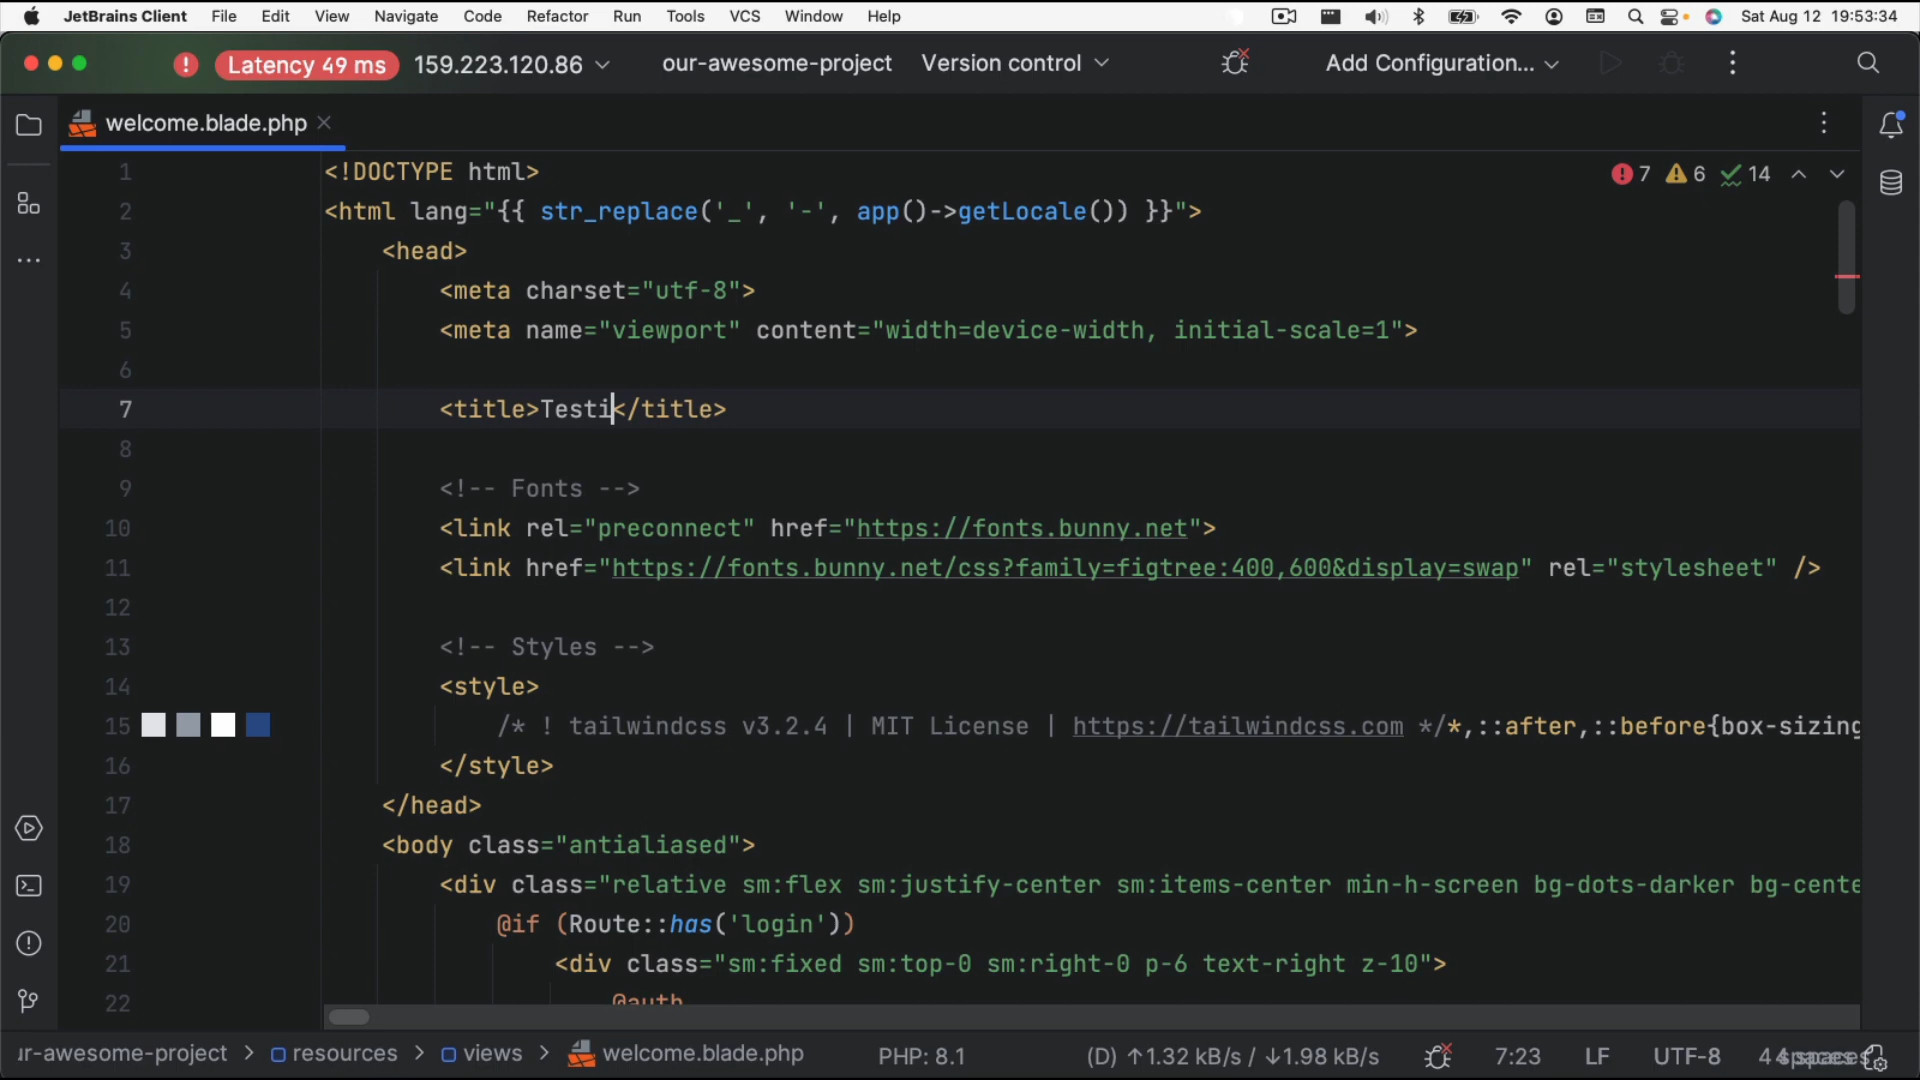 JetBrains Client File Edit View Navigate Code Refactor Run Tools VCS Window Help Sat Aug 12 19:53:34
Latency 49 ms 159.223.120.86 our-awesome-project Version control Add Configuration...
welcome.blade.php
7 6 14
1 <!DOCTYPE html>
2 <html lang="{{ str_replace('_', '-', app()->getLocale()) }}">
3 <head>
4 <meta charset="utf-8">
5 <meta name="viewport" content="width=device-width, initial-scale=1">
6
7 <title>Testi</title>
8
9 <!-- Fonts -->
10 <link rel="preconnect" href="https://fonts.bunny.net">
11 <link href="https://fonts.bunny.net/css?family=figtree:400,600&display=swap" rel="stylesheet" />
12
13 <!-- Styles -->
14 <style>
15 /* ! tailwindcss v3.2.4 | MIT License | https://tailwindcss.com */*,::after,::before{box-sizing
16 </style>
17 </head>
18 <body class="antialiased">
19 <div class="relative sm:flex sm:justify-center sm:items-center min-h-screen bg-dots-darker bg-cente
20 @if (Route::has('login'))
21 <div class="sm:fixed sm:top-0 sm:right-0 p-6 text-right z-10">
22 @auth
ur-awesome-project > resources > views > welcome.blade.php PHP: 8.1 (D) ↑1.32 kB/s / ↓1.98 kB/s 7:23 LF UTF-8 4 spaces